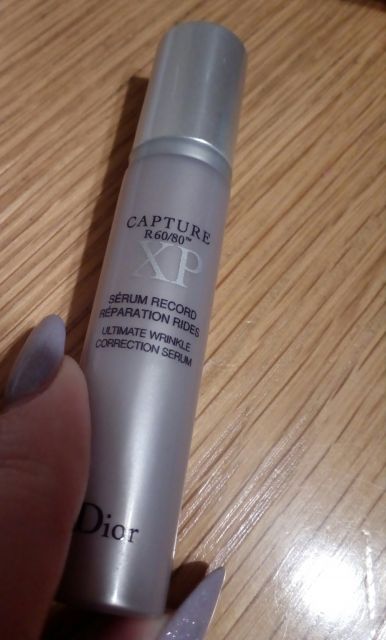 CAPTURE
R60/80™
XP
SÉRUM RECORD
RÉPARATION RIDES
ULTIMATE WRINKLE
CORRECTION SERUM
Dior